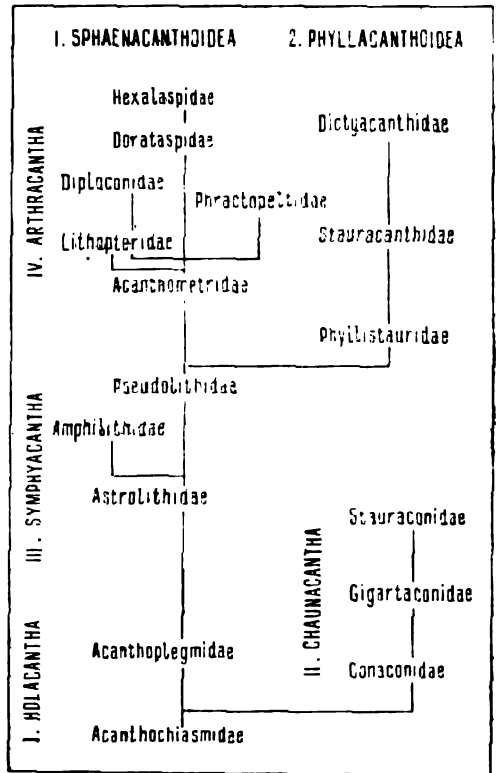 1. SPHAENACANTHOIDEA 2. PHYLLACANTHOIDEA
Hexalaspidae
Dorataspidae
Dictyacanthidae
Diploconidae
Phractopeltidae
IV. ARTHRACANTHA
Lithopteridae
Stauracanthidae
Acanthometridae
Phyllistauridae
Pseudolithidae
Amphilithidae
III. SYMPHYACANTHA
Astrolithidae
Stauraconidae
Gigartaconidae
II. CHAUNACANTHA
Acanthoplegmidae
Conaconidae
I. HOLACANTHA
Acanthochiasmidae